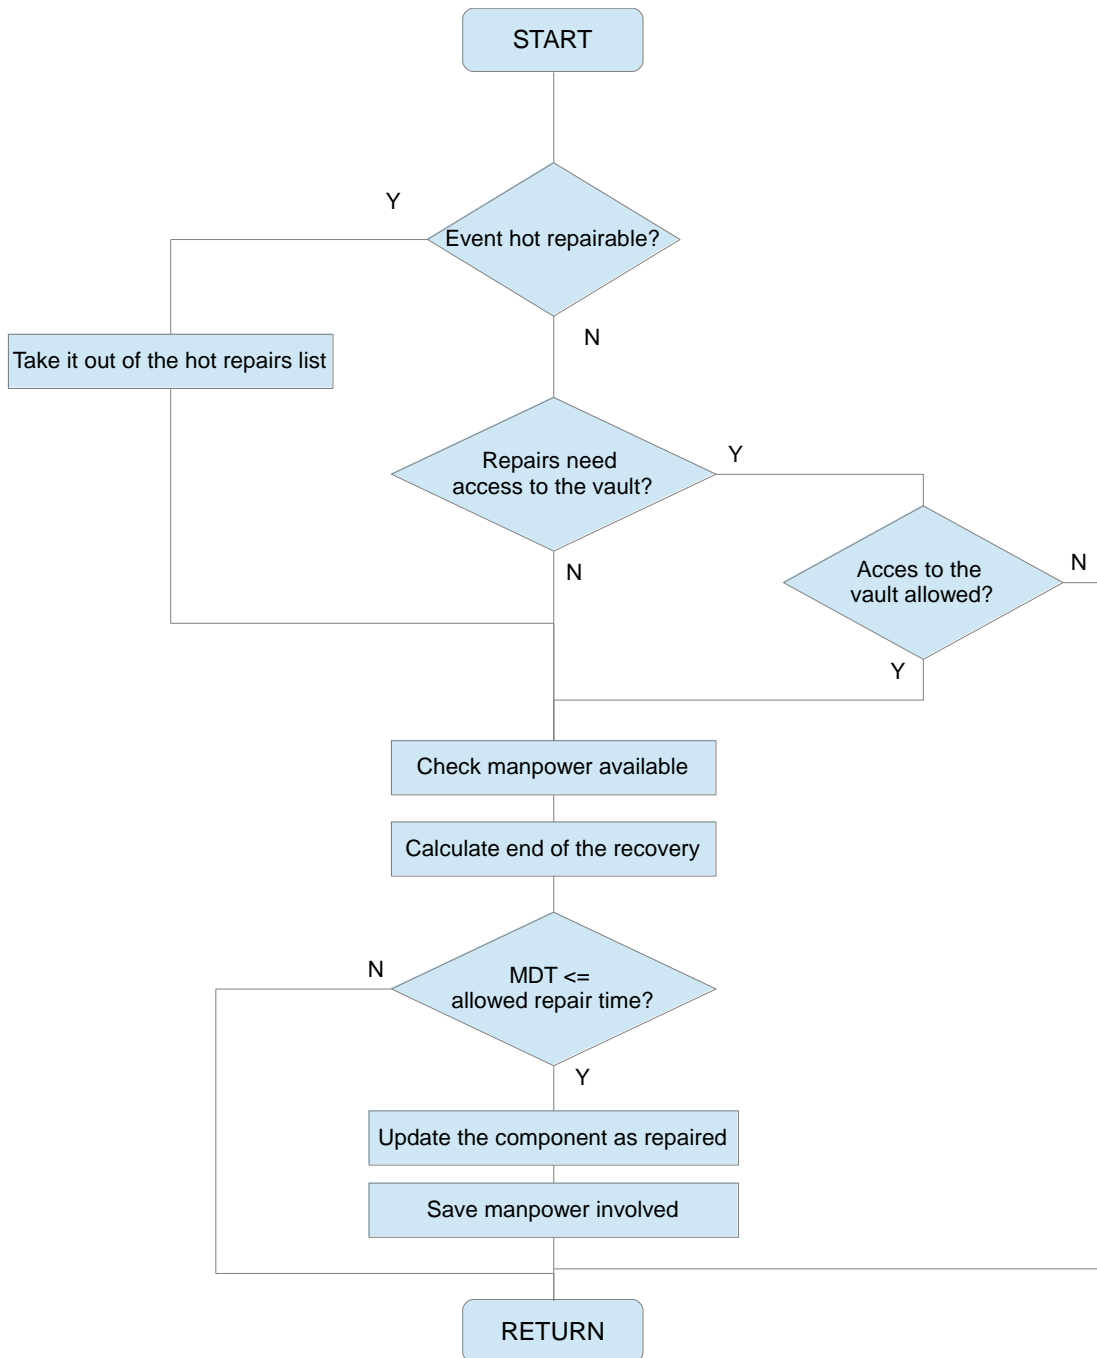 START
Y
Event hot repairable?
N
Take it out of the hot repairs list
Repairs need
access to the vault?
Y
N
Acces to the
vault allowed?
N
Y
Check manpower available
Calculate end of the recovery
MDT <=
allowed repair time?
N
Y
Update the component as repaired
Save manpower involved
RETURN